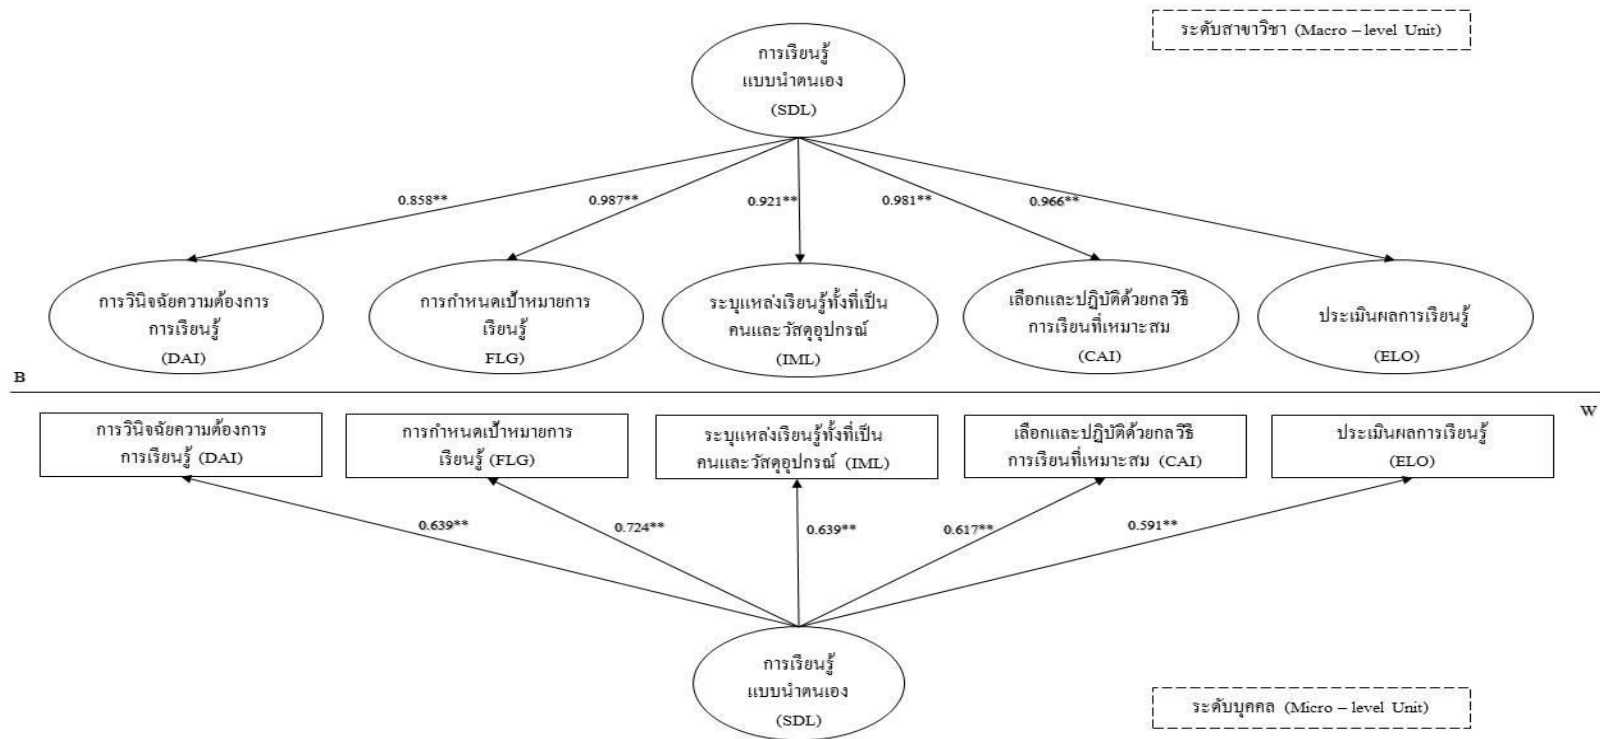 ระดับสาขาวิชา (Macro – level Unit)
การเรียนรู้
แบบนำตนเอง
(SDL)
0.858**
0.987**
0.921**
0.981**
0.966**
การวินิจฉัยความต้องการ
การเรียนรู้
(DAI)
การกำหนดเป้าหมายการ
เรียนรู้
FLG)
ระบุแหล่งเรียนรู้ทั้งที่เป็น
คนและวัสดุอุปกรณ์
(IML)
เลือกและปฏิบัติด้วยกลวิธี
การเรียนที่เหมาะสม
(CAI)
ประเมินผลการเรียนรู้
(ELO)
B
W
การวินิจฉัยความต้องการ
การเรียนรู้ (DAI)
การกำหนดเป้าหมายการ
เรียนรู้ (FLG)
ระบุแหล่งเรียนรู้ทั้งที่เป็น
คนและวัสดุอุปกรณ์ (IML)
เลือกและปฏิบัติด้วยกลวิธี
การเรียนที่เหมาะสม (CAI)
ประเมินผลการเรียนรู้
(ELO)
0.639**
0.724**
0.639**
0.617**
0.591**
การเรียนรู้
แบบนำตนเอง
(SDL)
ระดับบุคคล (Micro – level Unit)